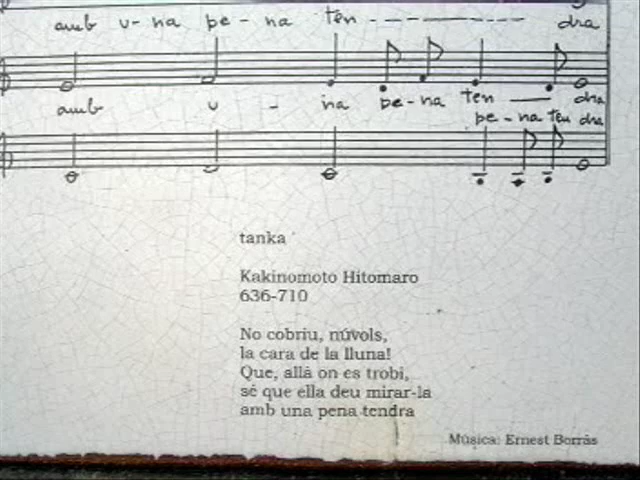 amb u-na pe-na ten - - - - - - - - dra
amb u - na pe-na ten — dra
pe-na ten dra
tanka
Kakinomoto Hitomaro
636-710
No cobriu, núvols,
la cara de la lluna!
Que, allá on es trobi,
sé que ella deu mirar-la
amb una pena tendra
Música: Ernest Borràs